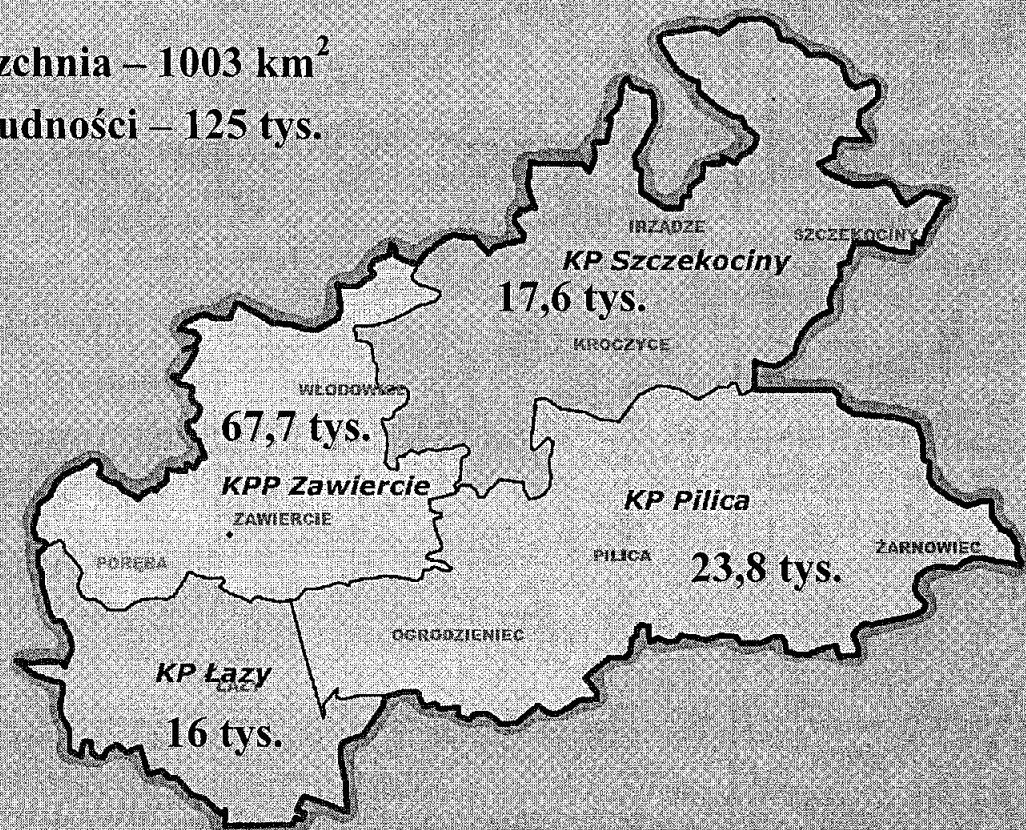 zchnia – 1003 km²
udności – 125 tys.
IRZĄDZE
SZCZEKOCINY
KP Szczekociny
17,6 tys.
KROCZYCE
67,7 tys.
KPP Zawiercie
ZAWIERCIE
KP Pilica
PORĘBA
PILICA
23,8 tys.
ŻARNOWIEC
OGRODZIENIEC
KP Łazy
ŁAZY
16 tys.